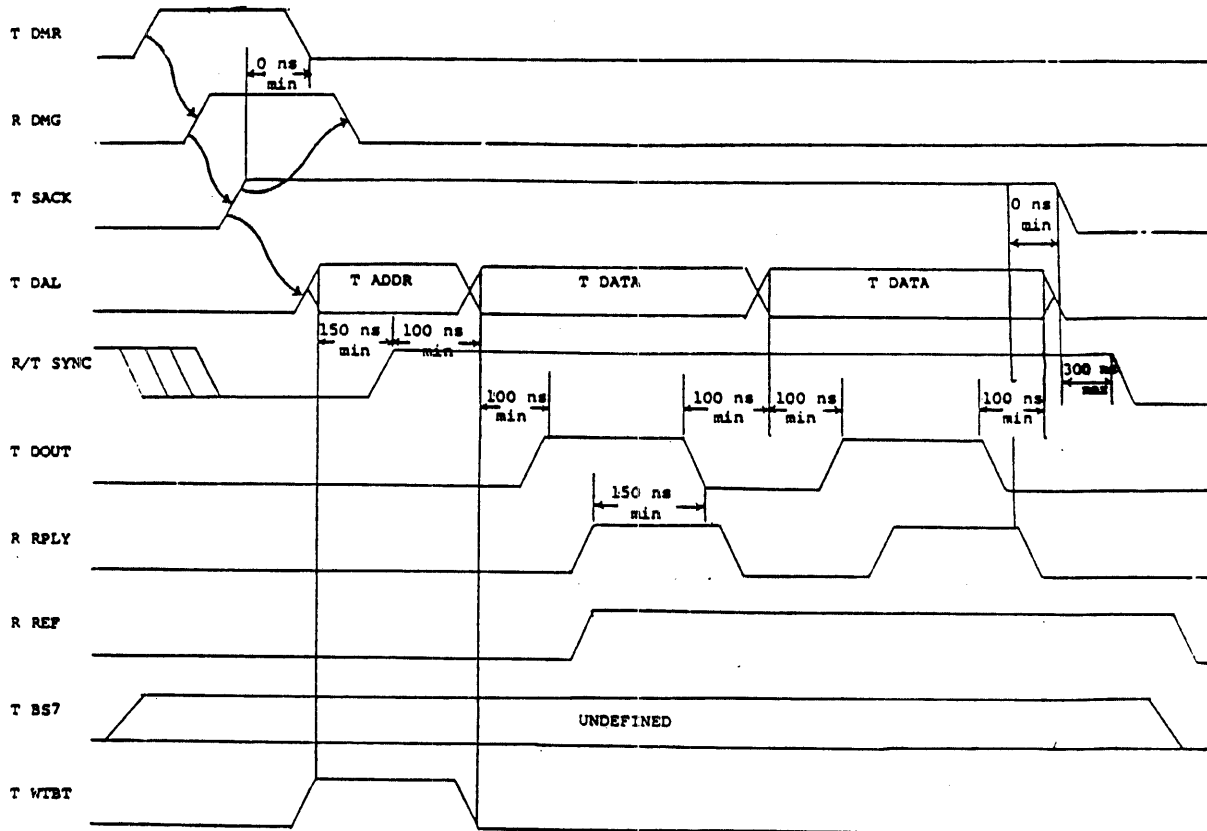 T DMR
0 ns
min
R DMG
T SACK
0 ns
min
T DAL
T ADDR
T DATA
T DATA
150 ns
min
100 ns
min
R/T SYNC
300 ns
max
100 ns
min
100 ns
min
100 ns
min
100 ns
min
T DOUT
150 ns
min
R RPLY
R REF
T BS7
UNDEFINED
T WTBT